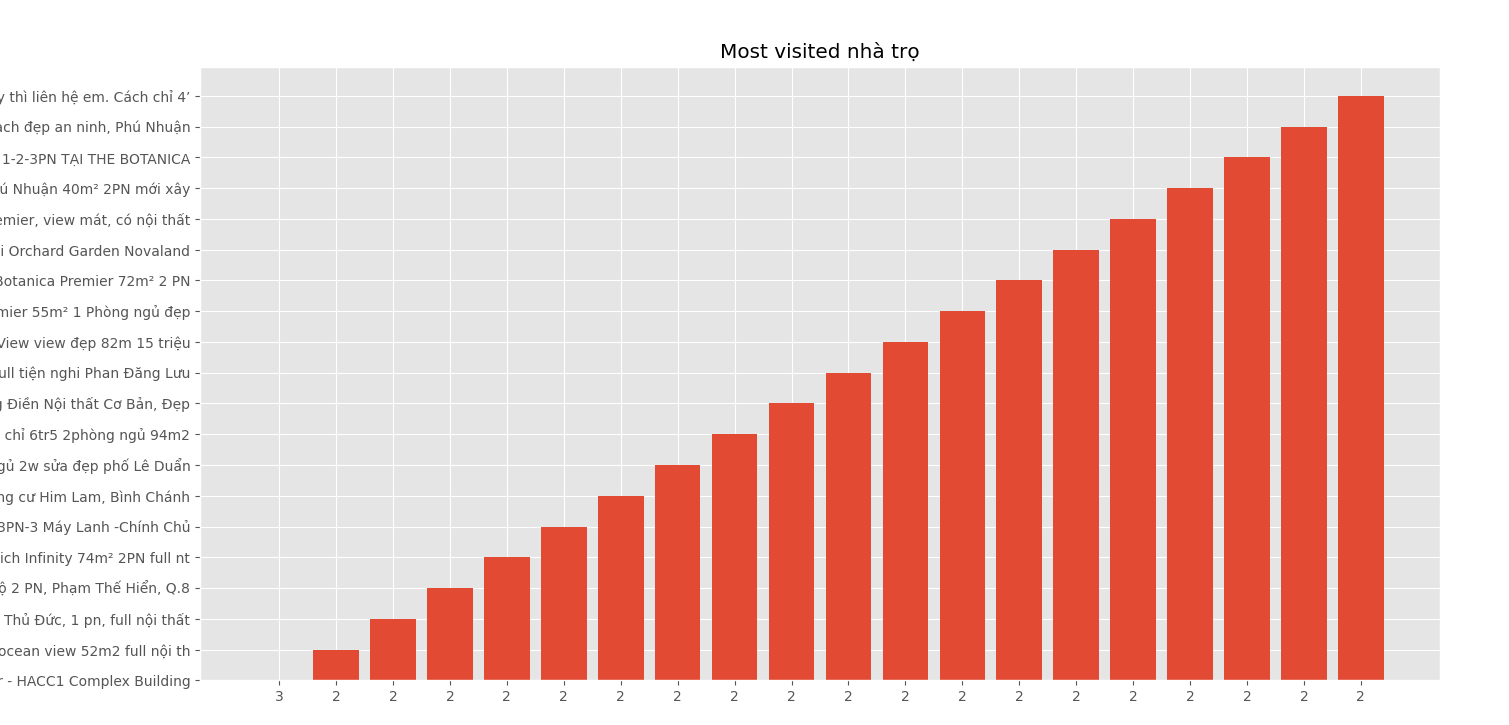 Most visited nhà trọ
y thì liên hệ em. Cách chỉ 4’
ạch đẹp an ninh, Phú Nhuận
1-2-3PN TẠI THE BOTANICA
ú Nhuận 40m² 2PN mới xây
emier, view mát, có nội thất
i Orchard Garden Novaland
Botanica Premier 72m² 2 PN
mier 55m² 1 Phòng ngủ đẹp
View view đẹp 82m 15 triệu
ull tiện nghi Phan Đăng Lưu
g Điền Nội thất Cơ Bản, Đẹp
chỉ 6tr5 2phòng ngủ 94m2
gủ 2w sửa đẹp phố Lê Duẩn
ng cư Him Lam, Bình Chánh
3PN-3 Máy Lanh -Chính Chủ
ich Infinity 74m² 2PN full nt
ộ 2 PN, Phạm Thế Hiển, Q.8
Thủ Đức, 1 pn, full nội thất
ocean view 52m2 full nội th
r - HACC1 Complex Building
3 2 2 2 2 2 2 2 2 2 2 2 2 2 2 2 2 2 2 2